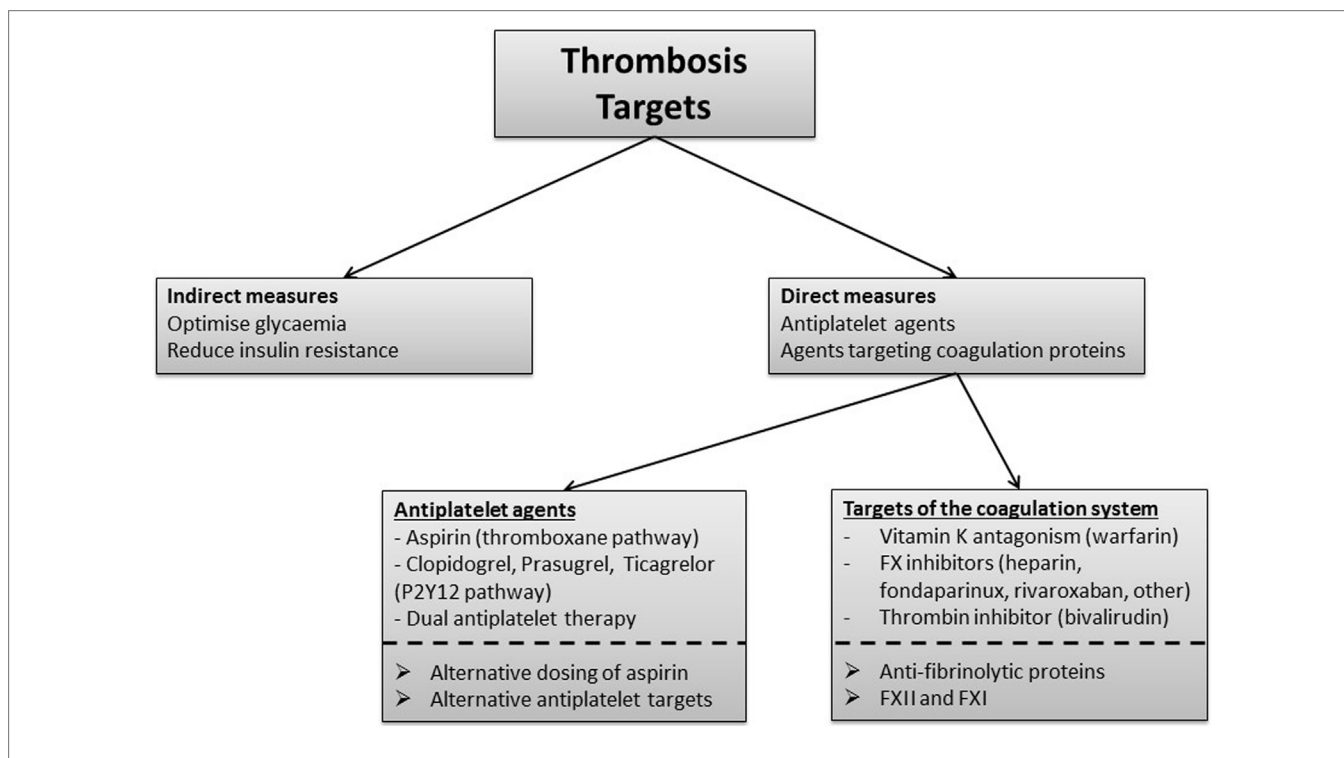 Thrombosis
Targets
Indirect measures
Optimise glycaemia
Reduce insulin resistance
Direct measures
Antiplatelet agents
Agents targeting coagulation proteins
Antiplatelet agents
- Aspirin (thromboxane pathway)
- Clopidogrel, Prasugrel, Ticagrelor
(P2Y12 pathway)
- Dual antiplatelet therapy
➢ Alternative dosing of aspirin
➢ Alternative antiplatelet targets
Targets of the coagulation system
- Vitamin K antagonism (warfarin)
- FX inhibitors (heparin,
fondaparinux, rivaroxaban, other)
- Thrombin inhibitor (bivalirudin)
➢ Anti-fibrinolytic proteins
➢ FXII and FXI